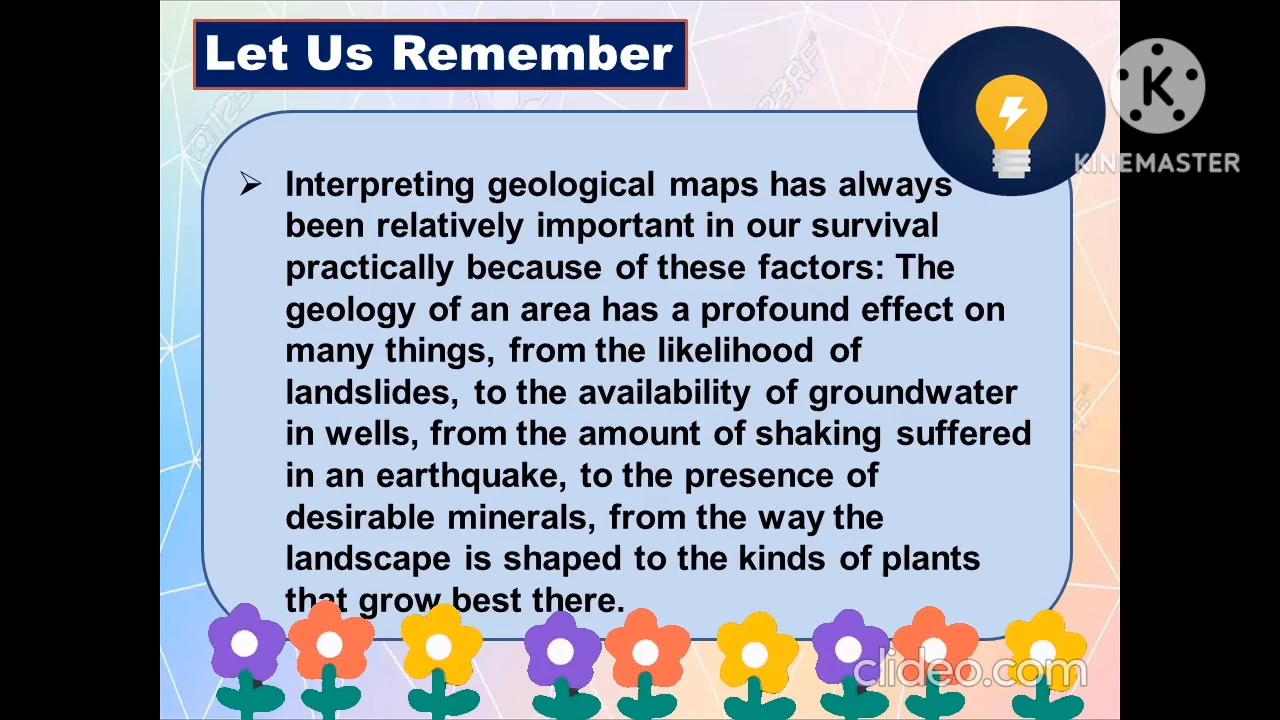 Let Us Remember
K
KINEMASTER
➢ Interpreting geological maps has always
been relatively important in our survival
practically because of these factors: The
geology of an area has a profound effect on
many things, from the likelihood of
landslides, to the availability of groundwater
in wells, from the amount of shaking suffered
in an earthquake, to the presence of
desirable minerals, from the way the
landscape is shaped to the kinds of plants
that grow best there.
clideo.com